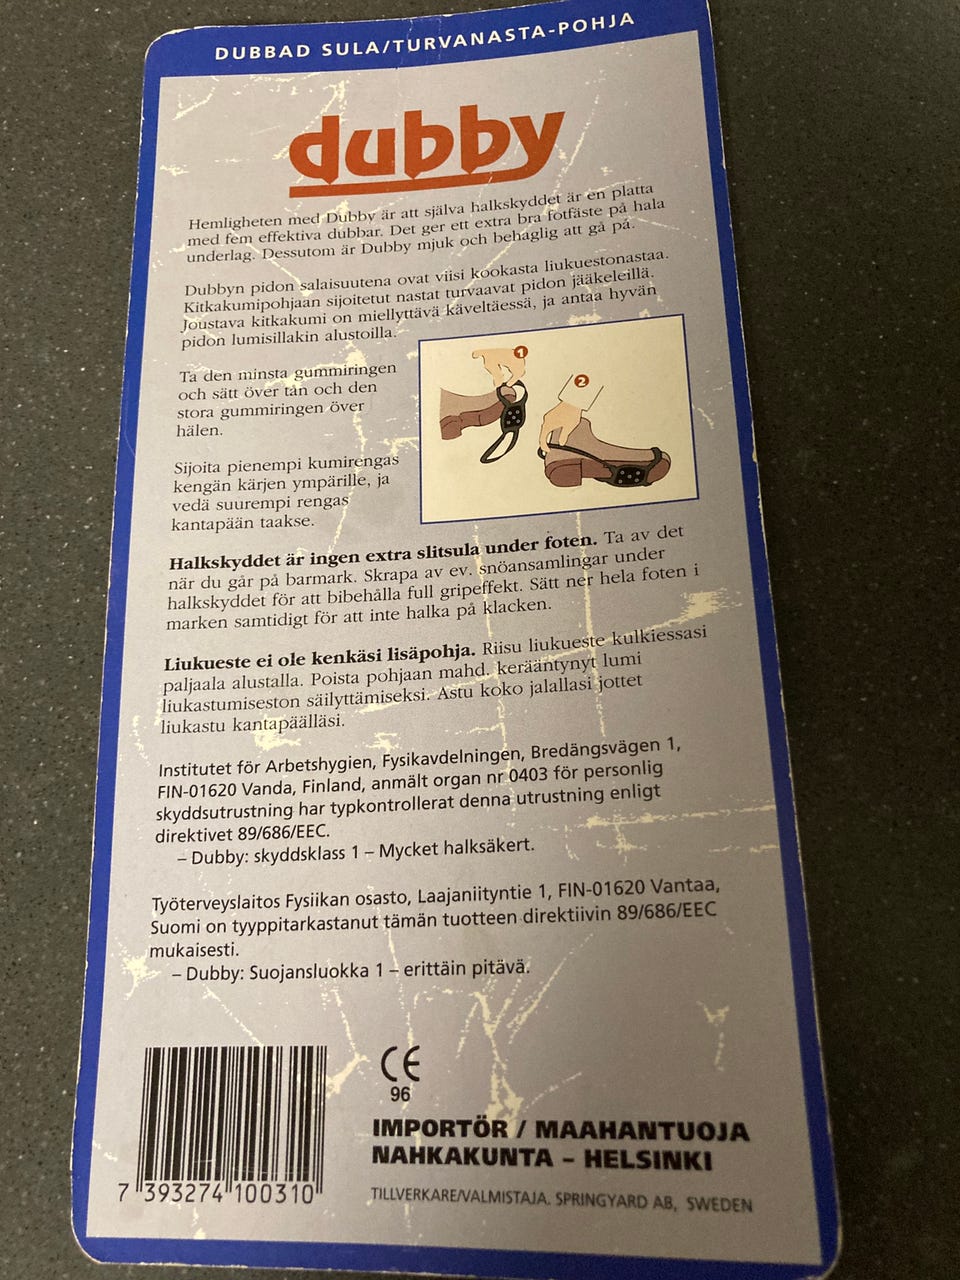 DUBBAD SULA/TURVANASTA-POHJA
dubby
Hemligheten med Dubby är att själva halkskyddet är en platta
med fem effektiva dubbar. Det ger ett extra bra fotfäste på hala
underlag. Dessutom är Dubby mjuk och behaglig att gå på.
Dubbyn pidon salaisuutena ovat viisi kookasta liukuestonastaa.
Kitkakumipohjaan sijoitetut nastat turvaavat pidon jääkeleillä.
Joustava kitkakumi on miellyttävä käveltäessä, ja antaa hyvän
pidon lumisillakin alustoilla.
Ta den minsta gummiringen
och sätt över tån och den
stora gummiringen över
hälen.
1
2
Sijoita pienempi kumirengas
kengän kärjen ympärille, ja
vedä suurempi rengas
kantapään taakse.
Halkskyddet är ingen extra slitsula under foten. Ta av det
när du går på barmark. Skrapa av ev. snöansamlingar under
halkskyddet för att bibehålla full gripeffekt. Sätt ner hela foten i
marken samtidigt för att inte halka på klacken.
Liukueste ei ole kenkäsi lisäpohja. Riisu liukueste kulkiessasi
paljaala alustalla. Poista pohjaan mahd. kerääntynyt lumi
liukastumiseston säilyttämiseksi. Astu koko jalallasi jottet
liukastu kantapäälläsi.
Institutet för Arbetshygien, Fysikavdelningen, Bredängsvägen 1,
FIN-01620 Vanda, Finland, anmält organ nr 0403 för personlig
skyddsutrustning har typkontrollerat denna utrustning enligt
direktivet 89/686/EEC.
– Dubby: skyddsklass 1 – Mycket halksäkert.
Työterveyslaitos Fysiikan osasto, Laajaniityntie 1, FIN-01620 Vantaa,
Suomi on tyyppitarkastanut tämän tuotteen direktiivin 89/686/EEC
mukaisesti.
– Dubby: Suojansluokka 1 – erittäin pitävä.
CE
96
IMPORTÖR / MAAHANTUOJA
NAHKAKUNTA – HELSINKI
7 393274 100310
TILLVERKARE/VALMISTAJA. SPRINGYARD AB, SWEDEN